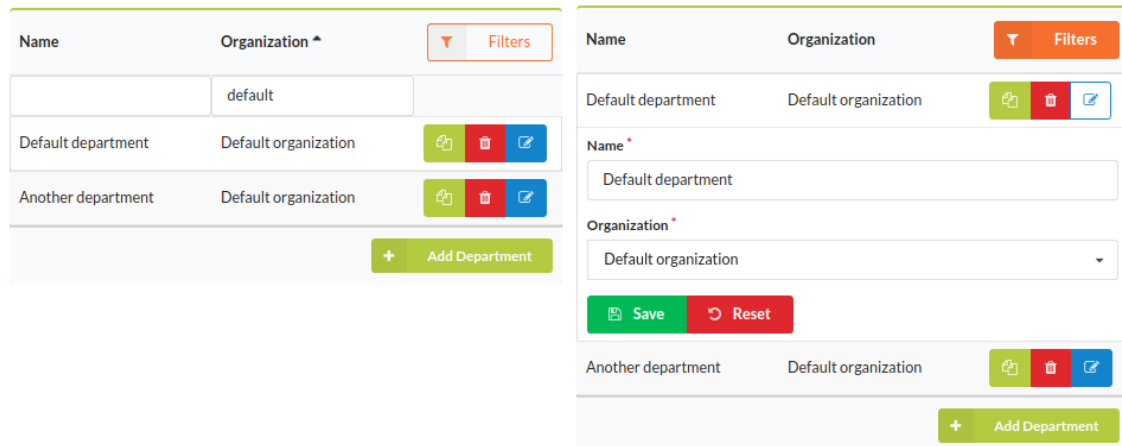 Name Organization Filters
default
Default department Default organization
Another department Default organization
Add Department
Name Organization Filters
Default department Default organization
Name *
Default department
Organization *
Default organization
Save Reset
Another department Default organization
Add Department